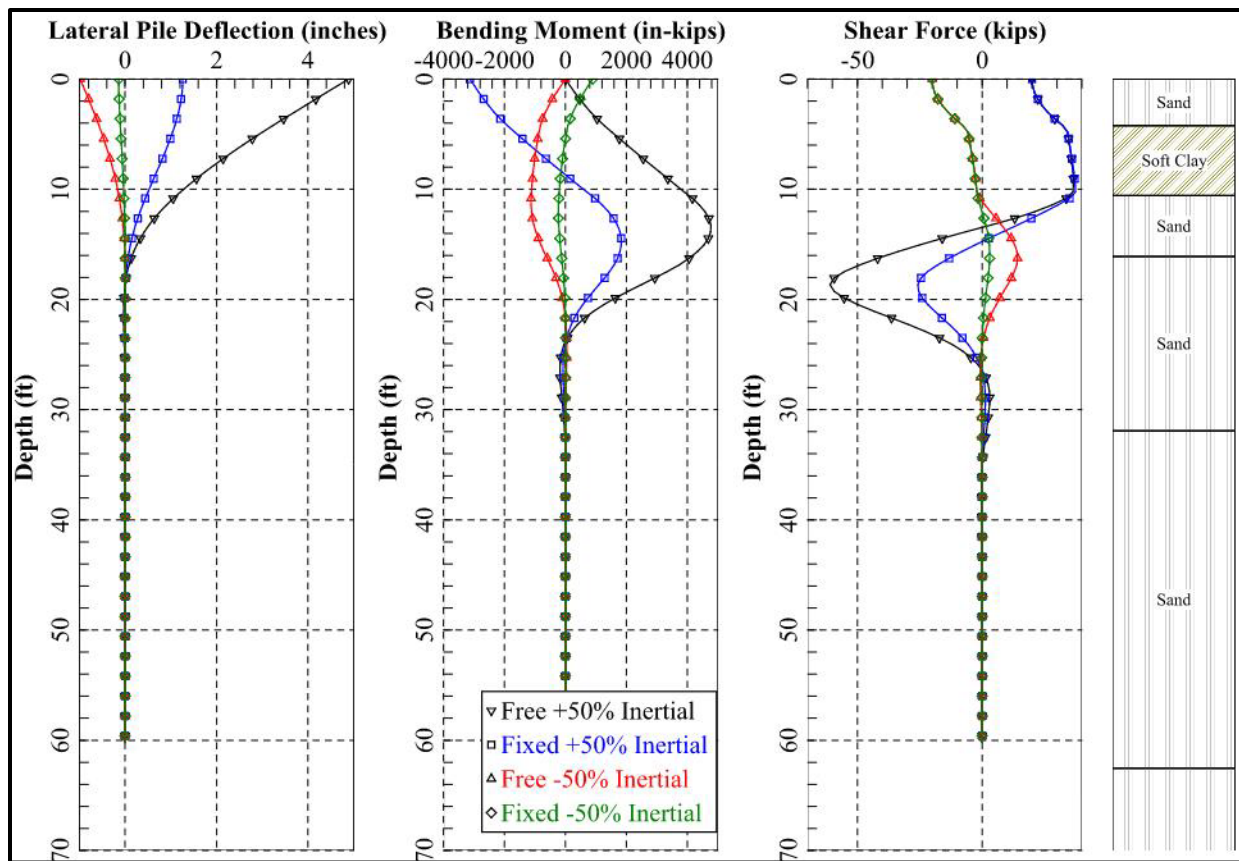 Lateral Pile Deflection (inches)
0 2 4
0
10
20
30
40
50
60
70
Depth (ft)
Bending Moment (in-kips)
-4000 -2000 0 2000 4000
0
10
20
30
40
50
60
70
Depth (ft)
Free +50% Inertial
Fixed +50% Inertial
Free -50% Inertial
Fixed -50% Inertial
Shear Force (kips)
-50 0
0
10
20
30
40
50
60
70
Depth (ft)
Sand
Soft Clay
Sand
Sand
Sand